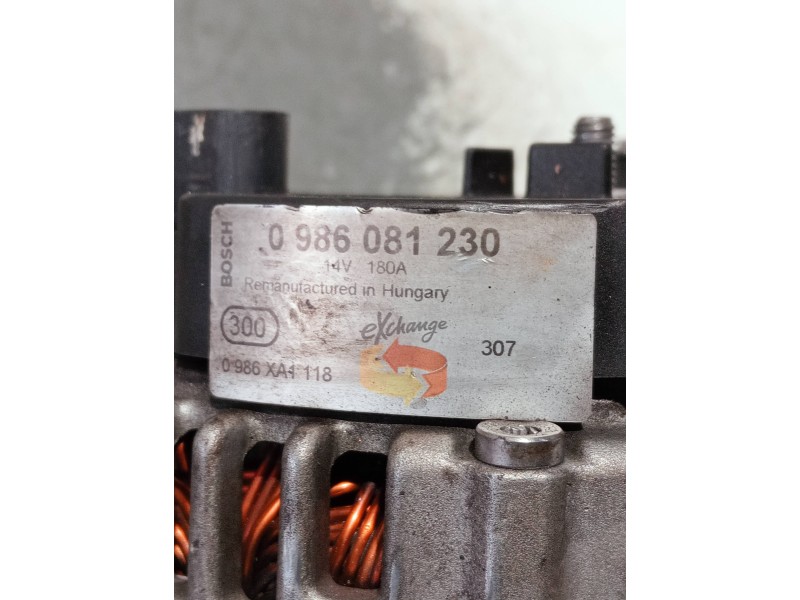 BOSCH
0 986 081 230
14V 180A
Remanufactured in Hungary
300
eXchange
307
0 986 XA1 118